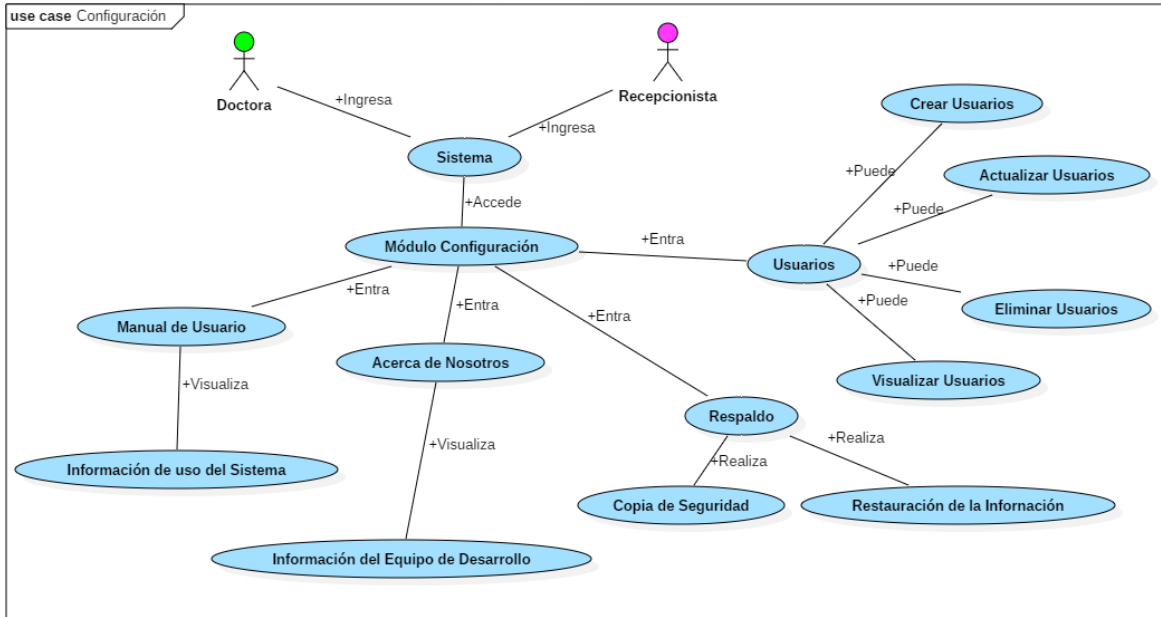 use case Configuración
Doctora
Recepcionista
+Ingresa
+Ingresa
Sistema
+Accede
Módulo Configuración
+Entra
Usuarios
+Puede
Crear Usuarios
+Puede
Actualizar Usuarios
+Puede
Eliminar Usuarios
+Puede
Visualizar Usuarios
+Entra
Manual de Usuario
+Visualiza
Información de uso del Sistema
+Entra
Acerca de Nosotros
+Visualiza
Información del Equipo de Desarrollo
+Entra
Respaldo
+Realiza
Copia de Seguridad
+Realiza
Restauración de la Infornación